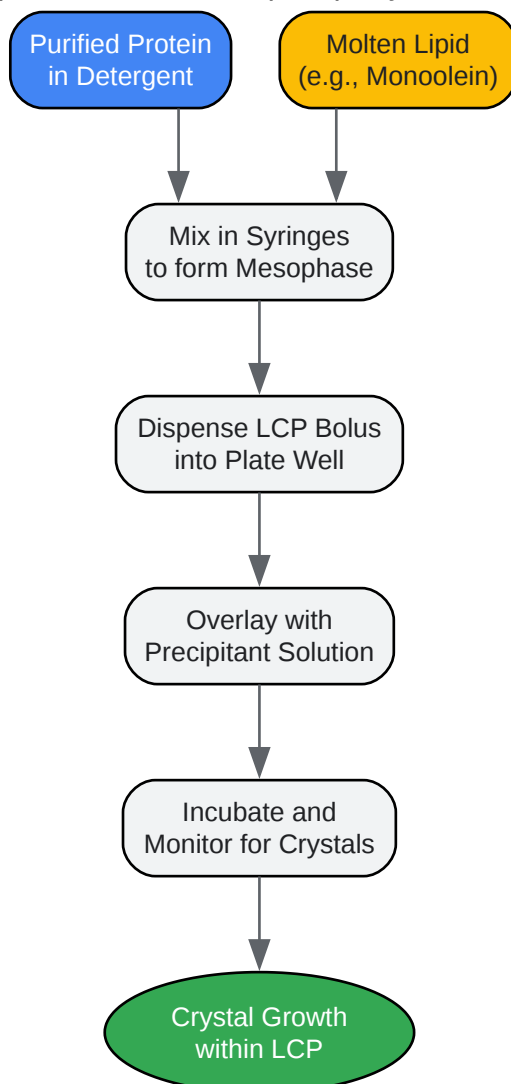 Purified Protein
in Detergent
Molten Lipid
(e.g., Monoolein)
Mix in Syringes
to form Mesophase
Dispense LCP Bolus
into Plate Well
Overlay with
Precipitant Solution
Incubate and
Monitor for Crystals
Crystal Growth
within LCP